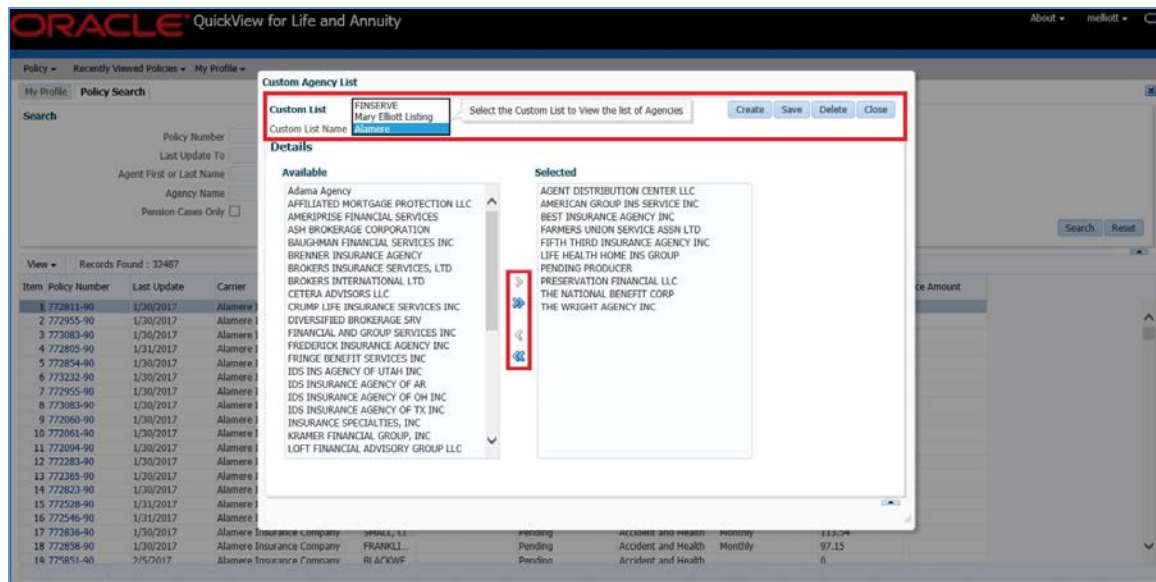 ORACLE QuickView for Life and Annuity
About melliott
Policy Recently Viewed Policies My Profile
My Profile Policy Search
Search
Policy Number
Last Update To
Agent First or Last Name
Agency Name
Pension Cases Only
Search Reset
Custom Agency List
Custom List
FINSERVE
Mary Elliott Listing
Alamere
Select the Custom List to View the list of Agencies
Create Save Delete Close
Custom List Name
Details
Available
Adama Agency
AFFILIATED MORTGAGE PROTECTION LLC
AMERIPRISE FINANCIAL SERVICES
ASH BROKERAGE CORPORATION
BAUGHMAN FINANCIAL SERVICES INC
BRENNER INSURANCE AGENCY
BROKERS INSURANCE SERVICES, LTD
BROKERS INTERNATIONAL LTD
CETERA ADVISORS LLC
CRUMP LIFE INSURANCE SERVICES INC
DIVERSIFIED BROKERAGE SRV
FINANCIAL AND GROUP SERVICES INC
FREDERICK INSURANCE AGENCY INC
FRINGE BENEFIT SERVICES INC
IDS INS AGENCY OF UTAH INC
IDS INSURANCE AGENCY OF AR
IDS INSURANCE AGENCY OF OH INC
IDS INSURANCE AGENCY OF TX INC
INSURANCE SPECIALTIES, INC
KRAMER FINANCIAL GROUP, INC
LOFT FINANCIAL ADVISORY GROUP LLC
Selected
AGENT DISTRIBUTION CENTER LLC
AMERICAN GROUP INS SERVICE INC
BEST INSURANCE AGENCY INC
FARMERS UNION SERVICE ASSN LTD
FIFTH THIRD INSURANCE AGENCY INC
LIFE HEALTH HOME INS GROUP
PENDING PRODUCER
PRESERVATION FINANCIAL LLC
THE NATIONAL BENEFIT CORP
THE WRIGHT AGENCY INC
View Records Found : 32487
Item Policy Number Last Update Carrier ce Amount
1 772811-90 1/30/2017 Alamere
2 772955-90 1/30/2017 Alamere
3 773083-90 1/30/2017 Alamere
4 772805-90 1/31/2017 Alamere
5 772854-90 1/30/2017 Alamere
6 773232-90 1/30/2017 Alamere
7 772955-90 1/30/2017 Alamere
8 773083-90 1/30/2017 Alamere
9 772060-90 1/30/2017 Alamere
10 772061-90 1/30/2017 Alamere
11 772094-90 1/30/2017 Alamere
12 772283-90 1/30/2017 Alamere
13 772365-90 1/30/2017 Alamere
14 772823-90 1/30/2017 Alamere
15 772528-90 1/31/2017 Alamere
16 772546-90 1/31/2017 Alamere
17 772836-90 1/30/2017 Alamere Insurance Company SMALL, Pending Accident and Health Monthly 113.54
18 772858-90 1/30/2017 Alamere Insurance Company FRANKLI... Pending Accident and Health Monthly 97.15
19 775851-90 2/5/2017 Alamere Insurance Company BLACKWE Pending Accident and Health 0